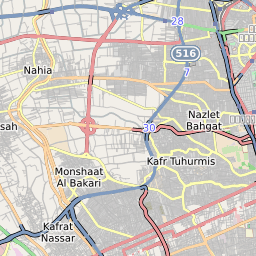 28
516
Nahia
7
Nazlet
Bahgat
sah
30
Kafr Tuhurmis
Monshaat
Al Bakari
Kafrat
Nassar